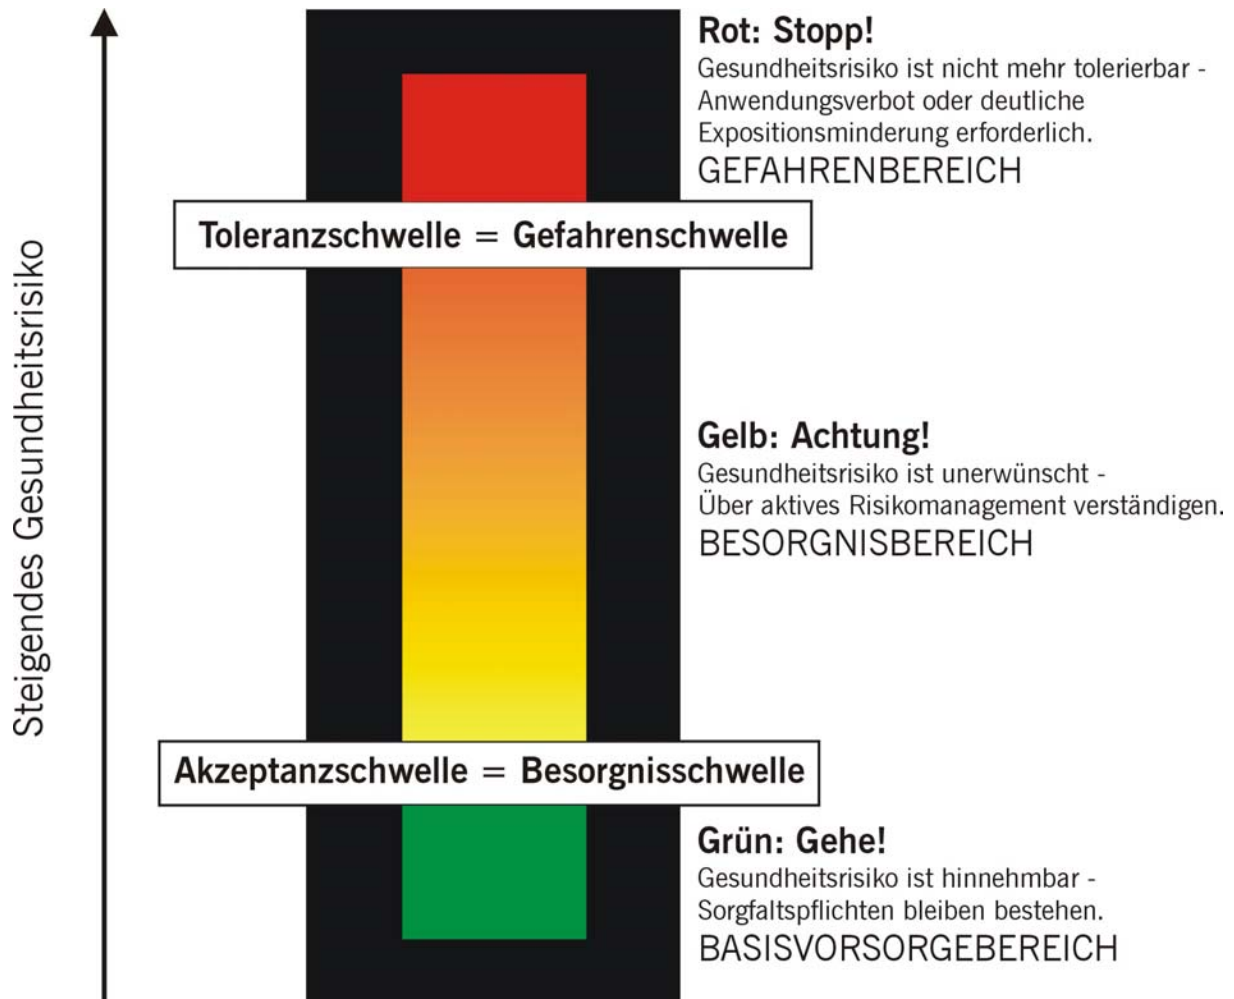 Steigendes Gesundheitsrisiko
Rot: Stopp!
Gesundheitsrisiko ist nicht mehr tolerierbar -
Anwendungsverbot oder deutliche
Expositionsminderung erforderlich.
GEFAHRENBEREICH
Toleranzschwelle = Gefahrenschwelle
Gelb: Achtung!
Gesundheitsrisiko ist unerwünscht -
Über aktives Risikomanagement verständigen.
BESORGNISBEREICH
Akzeptanzschwelle = Besorgnisschwelle
Grün: Gehe!
Gesundheitsrisiko ist hinnehmbar -
Sorgfaltspflichten bleiben bestehen.
BASISVORSORGEBEREICH